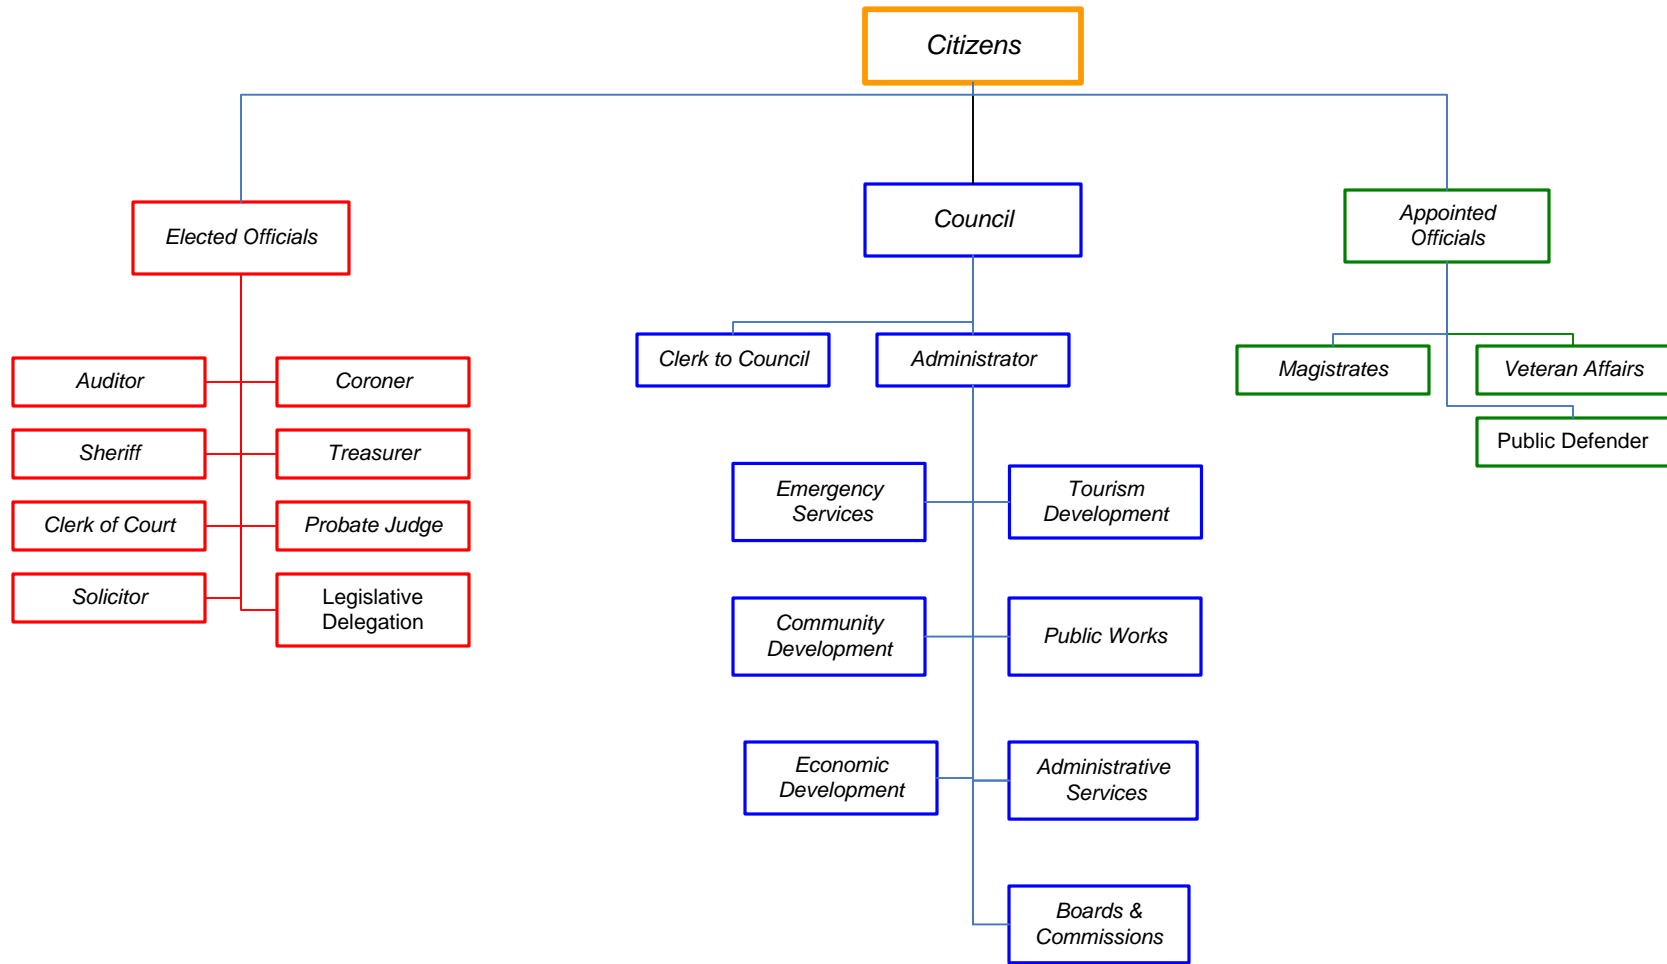 Citizens
Elected Officials
Council
Appointed
Officials
Clerk to Council
Administrator
Magistrates
Veteran Affairs
Public Defender
Auditor
Coroner
Sheriff
Treasurer
Clerk of Court
Probate Judge
Solicitor
Legislative
Delegation
Emergency
Services
Tourism
Development
Community
Development
Public Works
Economic
Development
Administrative
Services
Boards &
Commissions